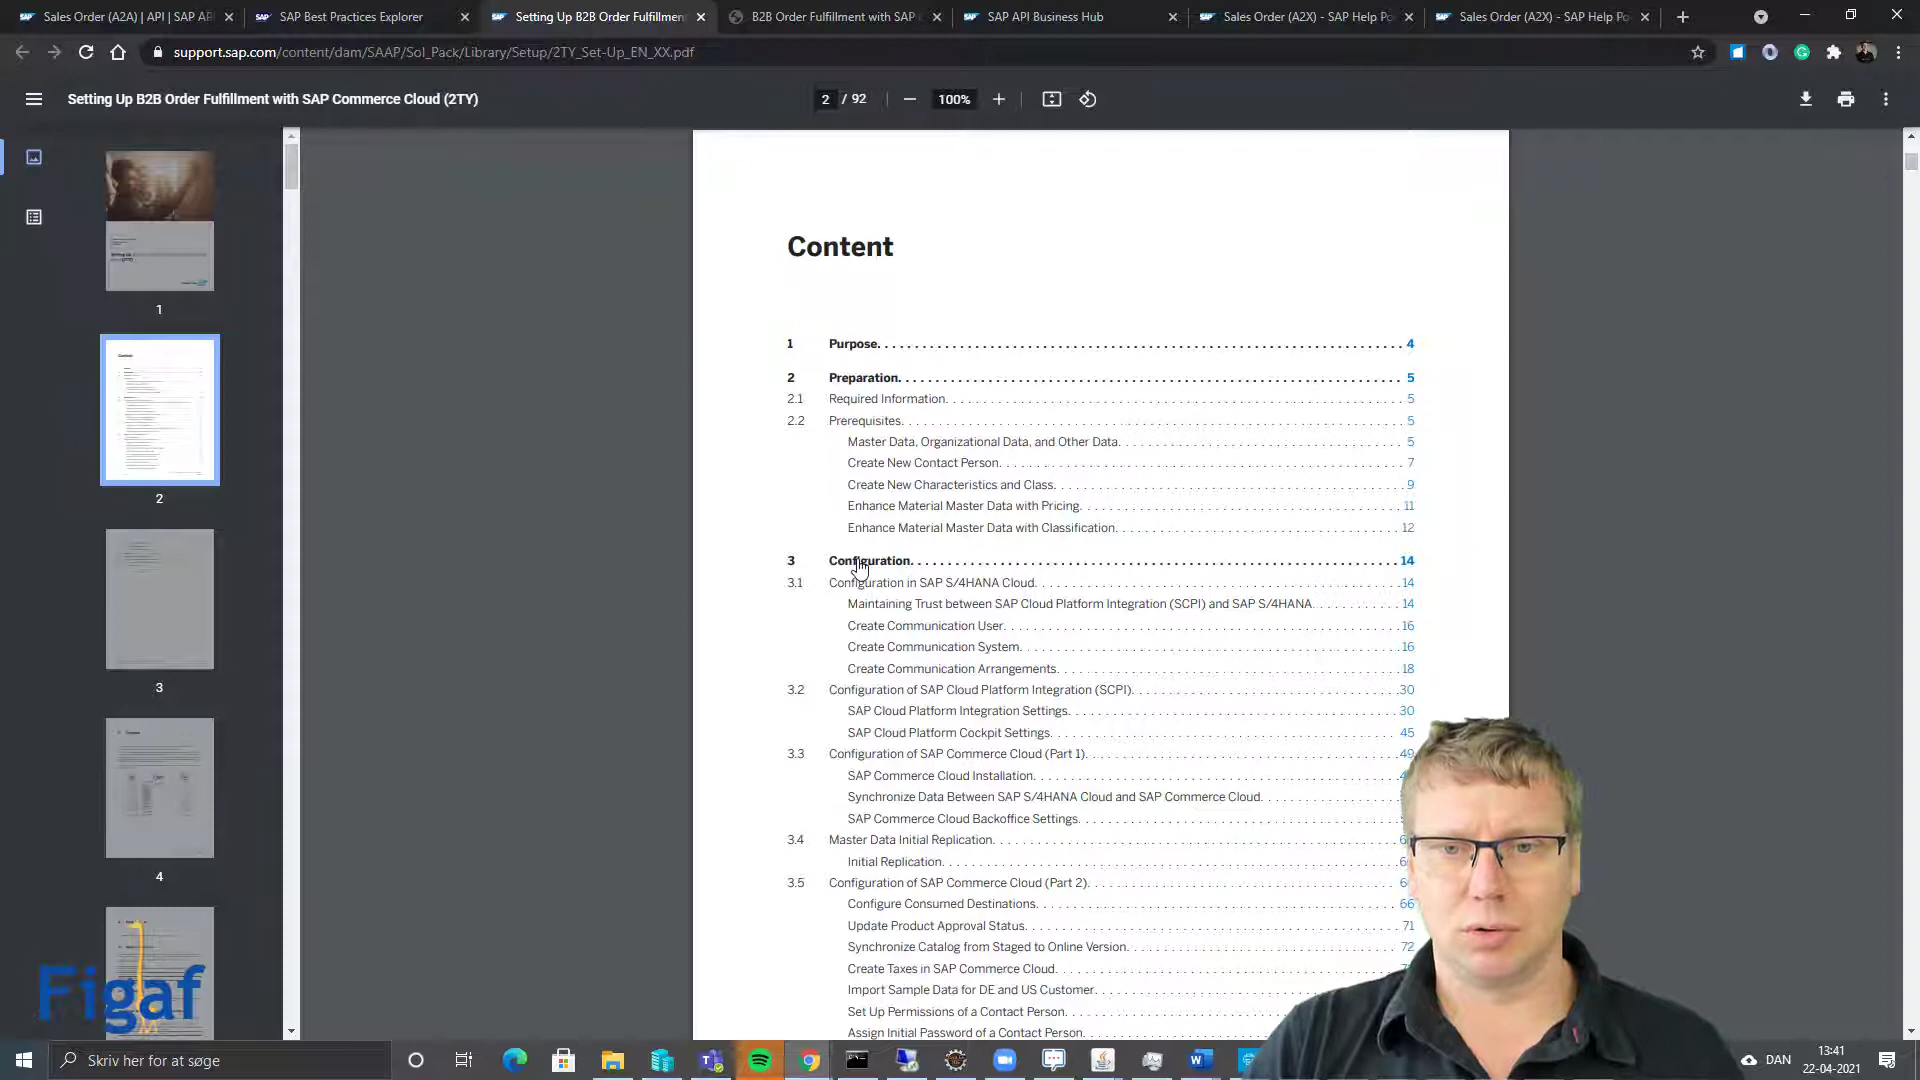 Sales Order (A2A) | API | SAP AP
SAP Best Practices Explorer
Setting Up B2B Order Fulfillmen
B2B Order Fulfillment with SAP
SAP API Business Hub
Sales Order (A2X) - SAP Help Po
Sales Order (A2X) - SAP Help Po
support.sap.com/content/dam/SAAP/Sol_Pack/Library/Setup/2TY_Set-Up_EN_XX.pdf
Setting Up B2B Order Fulfillment with SAP Commerce Cloud (2TY)
2 / 92
100%
1
2
3
4
Content
1 Purpose. 4
2 Preparation. 5
2.1 Required Information. 5
2.2 Prerequisites. 5
Master Data, Organizational Data, and Other Data. 5
Create New Contact Person. 7
Create New Characteristics and Class. 9
Enhance Material Master Data with Pricing. 11
Enhance Material Master Data with Classification. 12
3 Configuration. 14
3.1 Configuration in SAP S/4HANA Cloud. 14
Maintaining Trust between SAP Cloud Platform Integration (SCPI) and SAP S/4HANA. 14
Create Communication User. 16
Create Communication System. 16
Create Communication Arrangements. 18
3.2 Configuration of SAP Cloud Platform Integration (SCPI). 30
SAP Cloud Platform Integration Settings. 30
SAP Cloud Platform Cockpit Settings. 45
3.3 Configuration of SAP Commerce Cloud (Part 1). 49
SAP Commerce Cloud Installation.
Synchronize Data Between SAP S/4HANA Cloud and SAP Commerce Cloud.
SAP Commerce Cloud Backoffice Settings.
3.4 Master Data Initial Replication.
Initial Replication.
3.5 Configuration of SAP Commerce Cloud (Part 2).
Configure Consumed Destinations. 66
Update Product Approval Status. 71
Synchronize Catalog from Staged to Online Version. 72
Create Taxes in SAP Commerce Cloud.
Import Sample Data for DE and US Customer.
Set Up Permissions of a Contact Person.
Assign Initial Password of a Contact Person.
Figaf
Skriv her for at søge
DAN
13:41
22-04-2021